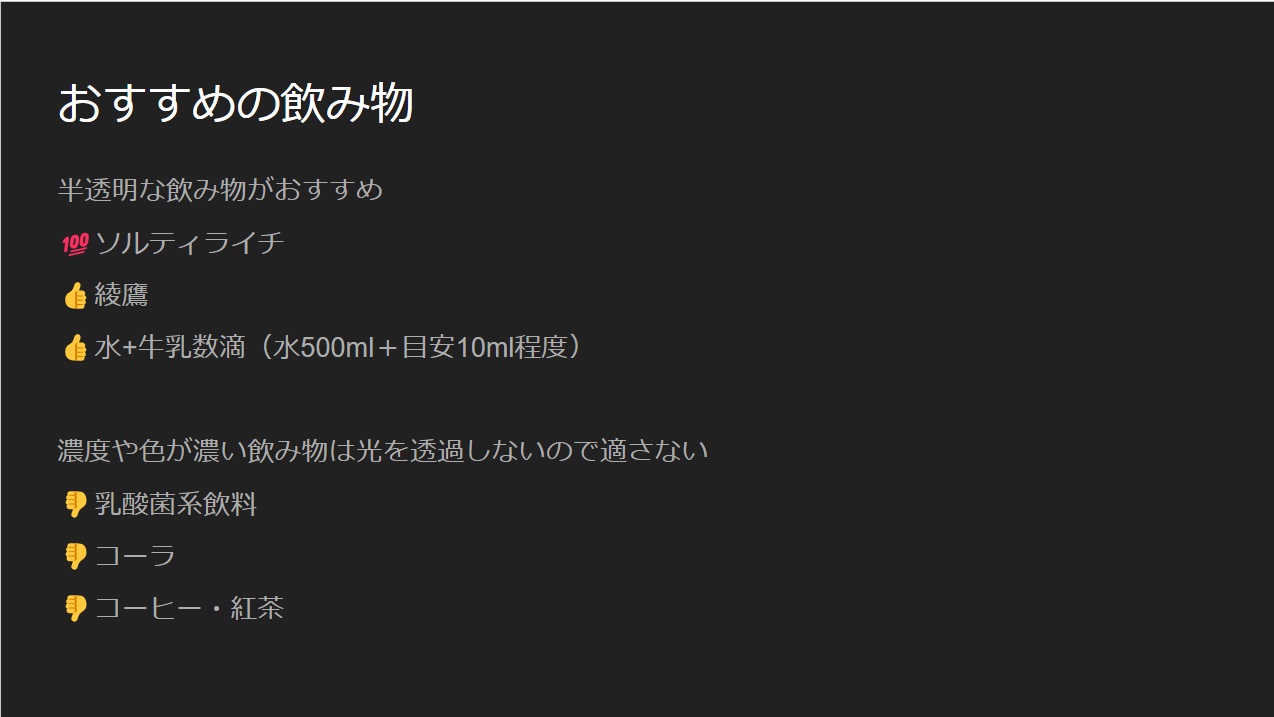 おすすめの飲み物
半透明な飲み物がおすすめ
💯ソルティライチ
👍綾鷹
👍水+牛乳数滴（水500ml＋目安10ml程度）
濃度や色が濃い飲み物は光を透過しないので適さない
👎乳酸菌系飲料
👎コーラ
👎コーヒー・紅茶